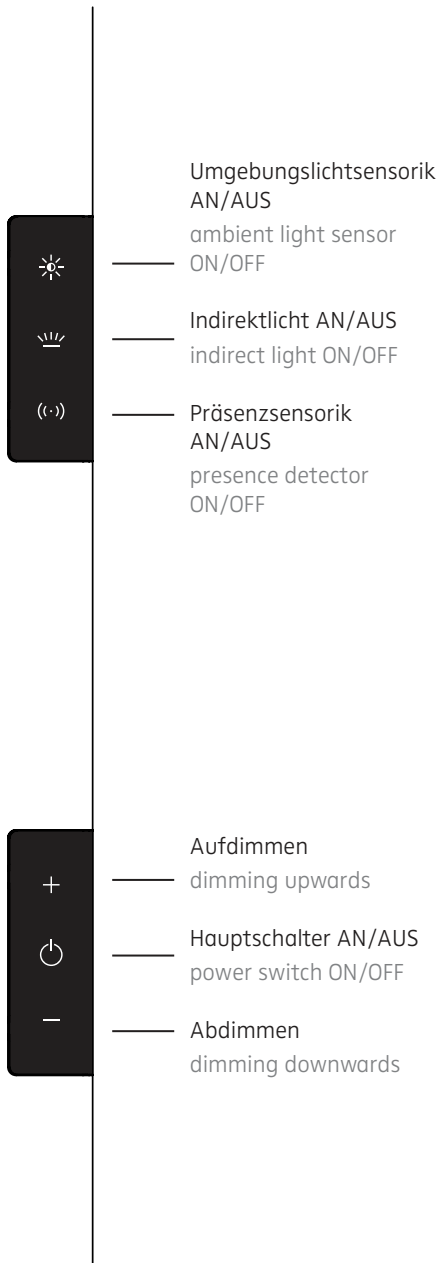 Umgebungslichtsensorik
AN/AUS
ambient light sensor
ON/OFF
Indirektlicht AN/AUS
indirect light ON/OFF
Präsenzsensorik
AN/AUS
presence detector
ON/OFF
Aufdimmen
dimming upwards
Hauptschalter AN/AUS
power switch ON/OFF
Abdimmen
dimming downwards